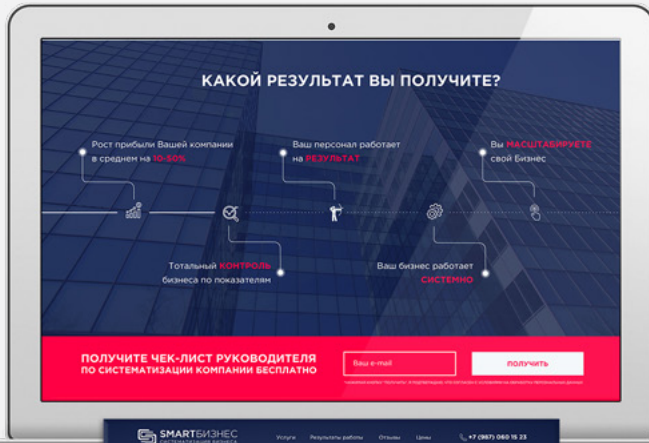 КАКОЙ РЕЗУЛЬТАТ ВЫ ПОЛУЧИТЕ?
Рост прибыли Вашей компании
в среднем на 10-50%
Ваш персонал работает
на РЕЗУЛЬТАТ
Вы МАСШТАБИРУЕТЕ
свой Бизнес
Тотальный КОНТРОЛЬ
бизнеса по показателям
Ваш бизнес работает
СИСТЕМНО
ПОЛУЧИТЕ ЧЕК-ЛИСТ РУКОВОДИТЕЛЯ
ПО СИСТЕМАТИЗАЦИИ КОМПАНИИ БЕСПЛАТНО
Ваш e-mail
ПОЛУЧИТЬ
SMARTБИЗНЕС
СИСТЕМАТИЗАЦИЯ БИЗНЕСА
Услуги Результаты работы Отзывы Цены
+7 (987) 060 15 23